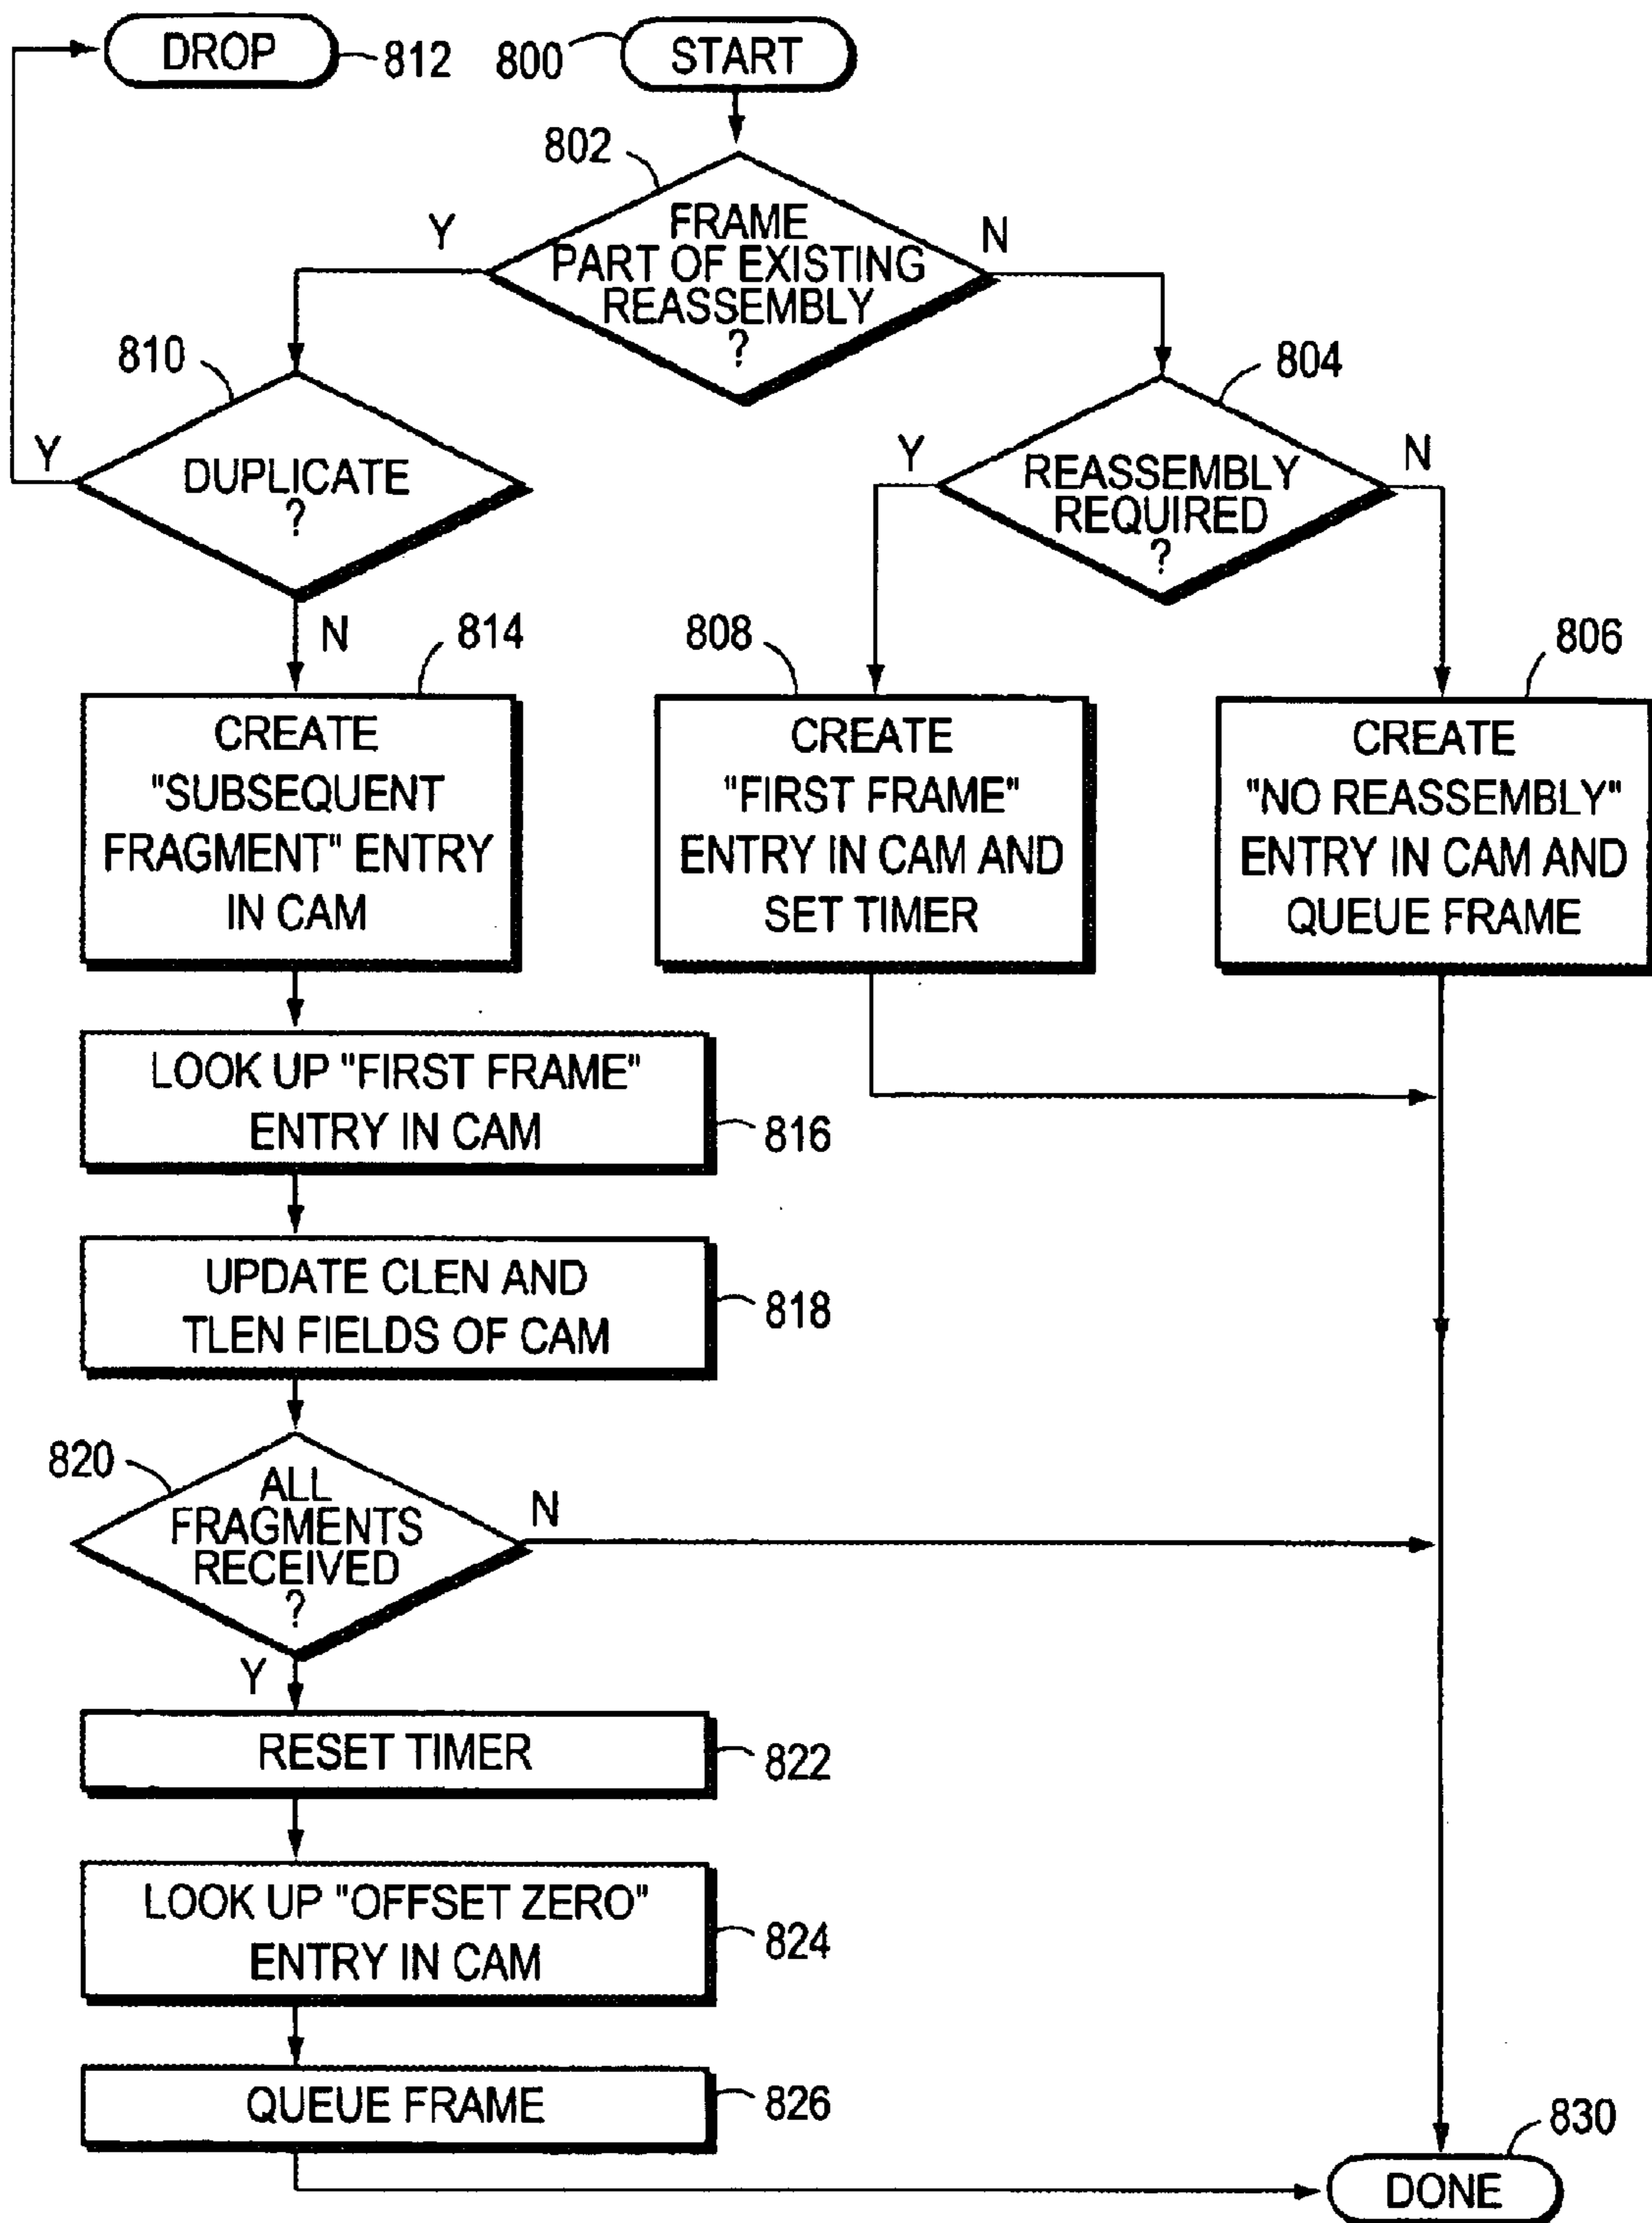 DROP
812
800
START
802
Y
FRAME
PART OF EXISTING
REASSEMBLY
?
N
810
Y
DUPLICATE
?
N
804
Y
REASSEMBLY
REQUIRED
?
N
814
CREATE
"SUBSEQUENT
FRAGMENT" ENTRY
IN CAM
808
CREATE
"FIRST FRAME"
ENTRY IN CAM AND
SET TIMER
806
CREATE
"NO REASSEMBLY"
ENTRY IN CAM AND
QUEUE FRAME
LOOK UP "FIRST FRAME"
ENTRY IN CAM
816
UPDATE CLEN AND
TLEN FIELDS OF CAM
818
820
ALL
FRAGMENTS
RECEIVED
?
N
Y
RESET TIMER
822
LOOK UP "OFFSET ZERO"
ENTRY IN CAM
824
QUEUE FRAME
826
830
DONE